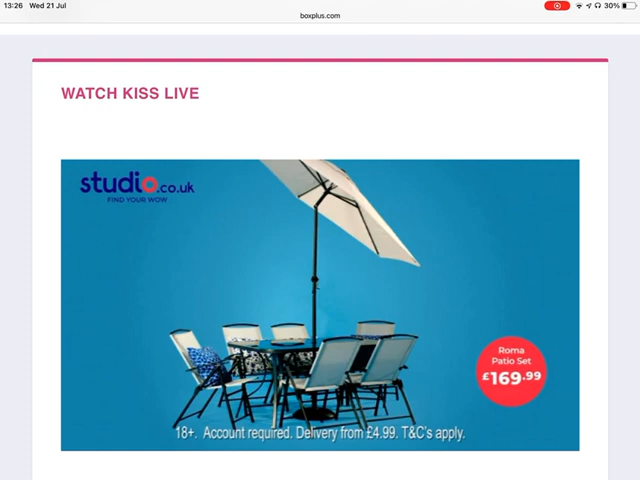 13:26 Wed 21 Jul
30%
boxplus.com
WATCH KISS LIVE
studio.co.uk
FIND YOUR WOW
Roma
Patio Set
£169.99
18+. Account required. Delivery from £4.99. T&C's apply.